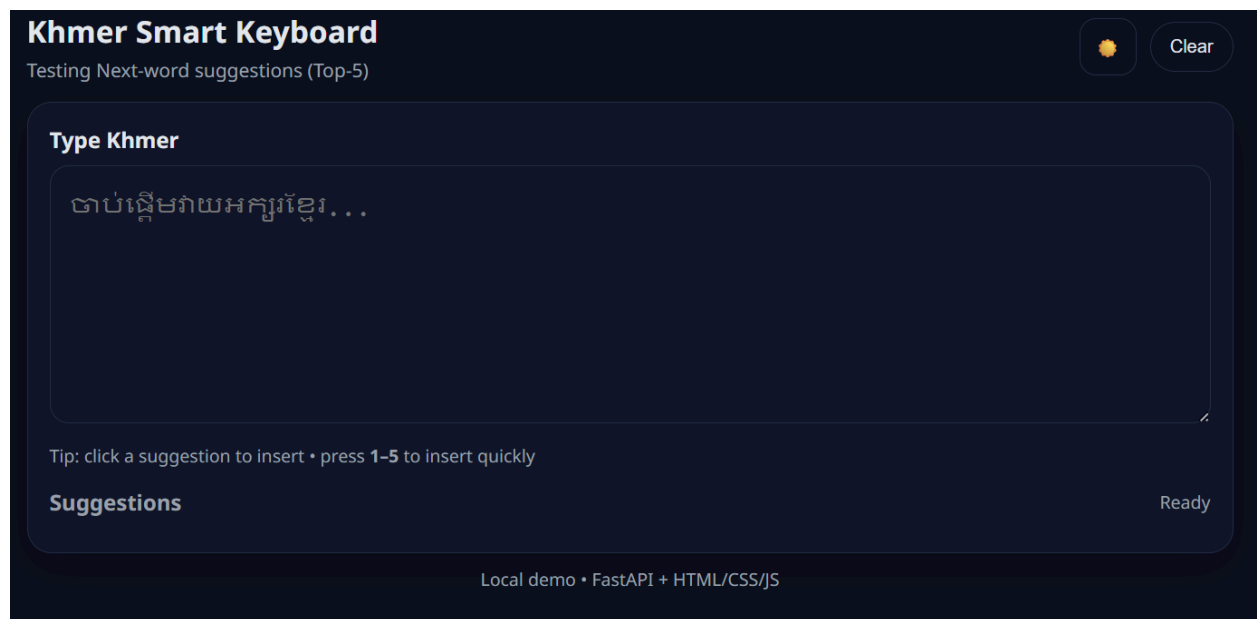 Khmer Smart Keyboard
Clear
Testing Next-word suggestions (Top-5)
Type Khmer
ចាប់ផ្តើមវាយអក្សរខ្មែរ...
Tip: click a suggestion to insert • press 1–5 to insert quickly
Suggestions
Ready
Local demo • FastAPI + HTML/CSS/JS